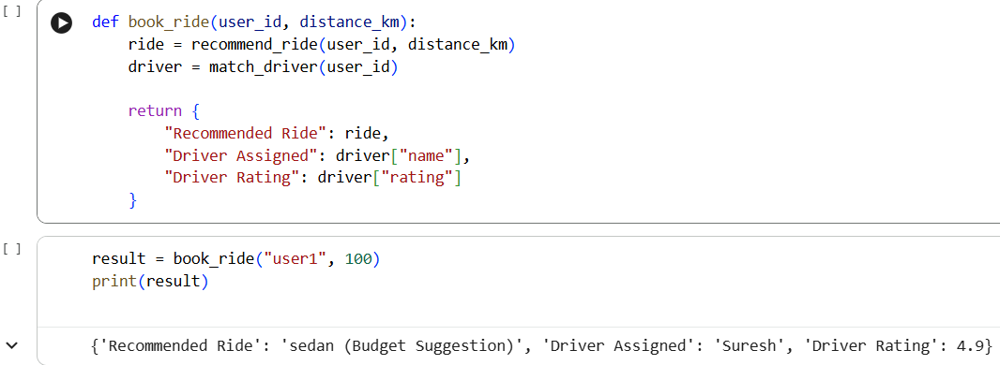 [ ]
def book_ride(user_id, distance_km):
    ride = recommend_ride(user_id, distance_km)
    driver = match_driver(user_id)

    return {
        "Recommended Ride": ride,
        "Driver Assigned": driver["name"],
        "Driver Rating": driver["rating"]
    }
[ ]
result = book_ride("user1", 100)
print(result)
{'Recommended Ride': 'sedan (Budget Suggestion)', 'Driver Assigned': 'Suresh', 'Driver Rating': 4.9}